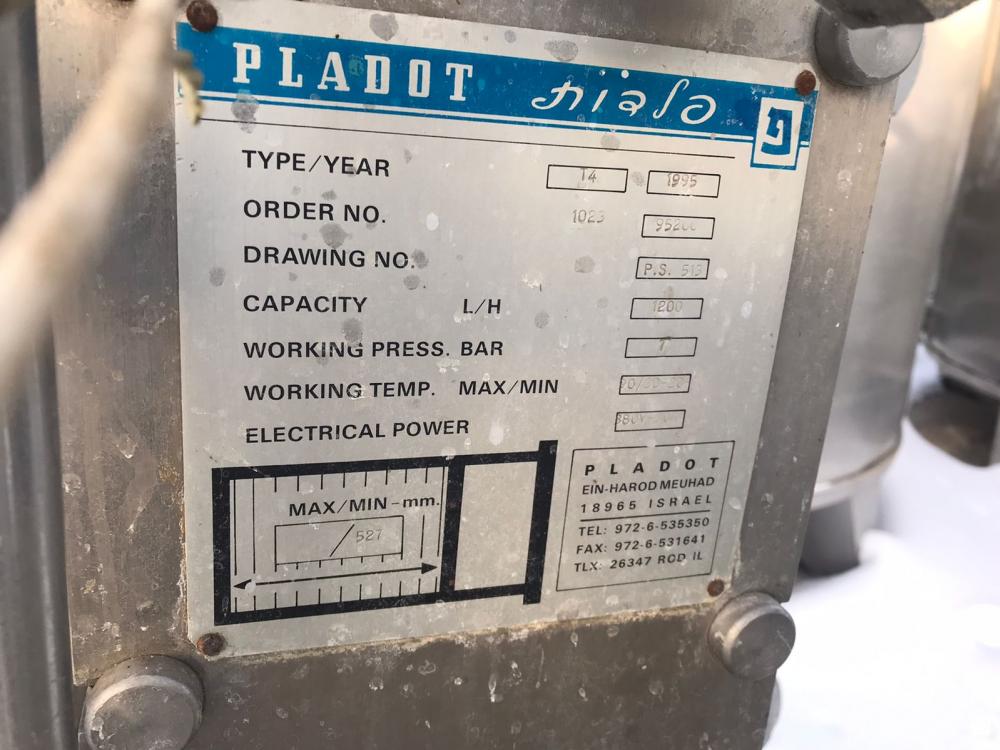 PLADOT פלדות
פ
TYPE/YEAR 14 1995
ORDER NO. 1023
DRAWING NO. P.S. 513
CAPACITY L/H 1200
WORKING PRESS. BAR
WORKING TEMP. MAX/MIN
ELECTRICAL POWER
MAX/MIN-mm.
/527
PLADOT
EIN-HAROD MEUHAD
18965 ISRAEL
TEL: 972-6-535350
FAX: 972-6-531641
TLX: 26347 ROD IL